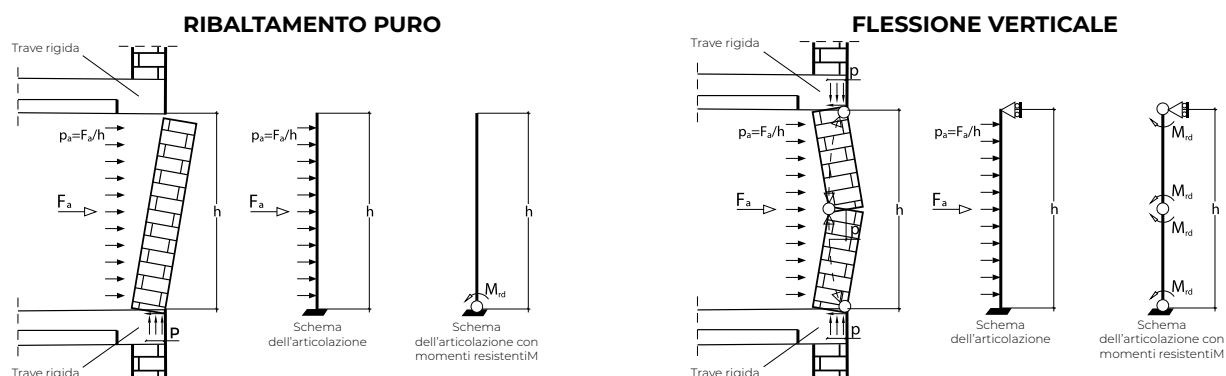 RIBALTAMENTO PURO
Trave rigida
pa=Fa/h
Fa
h
P
Trave rigida
pa=Fa/h
Fa
h
Schema
dell'articolazione
Mrd
Schema
dell'articolazione con
momenti resistentiM
FLESSIONE VERTICALE
Trave rigida
p
pa=Fa/h
Fa
h
p
p
Trave rigida
pa=Fa/h
Fa
h
Schema
dell'articolazione
Mrd
Mrd
Mrd
Mrd
h
Schema
dell'articolazione con
momenti resistentiM